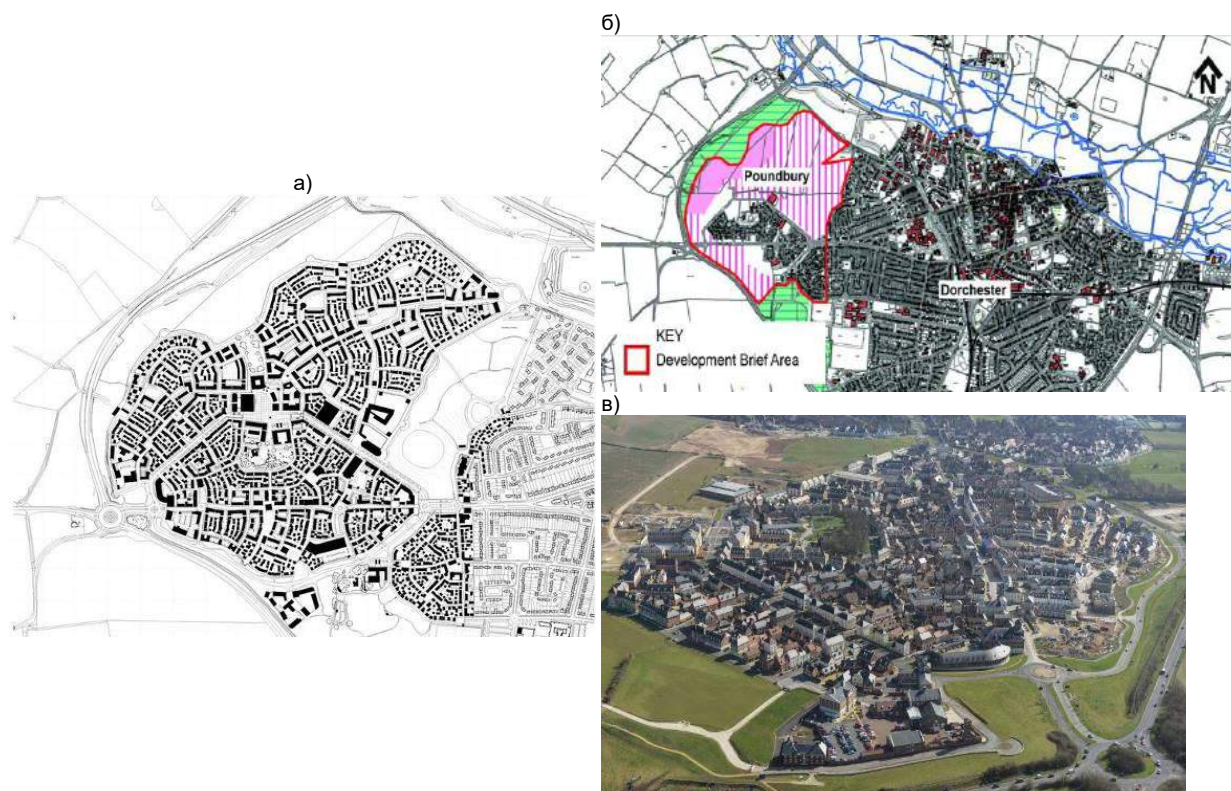 а)
б)
N
Poundbury
Dorchester
KEY
Development Brief Area
в)